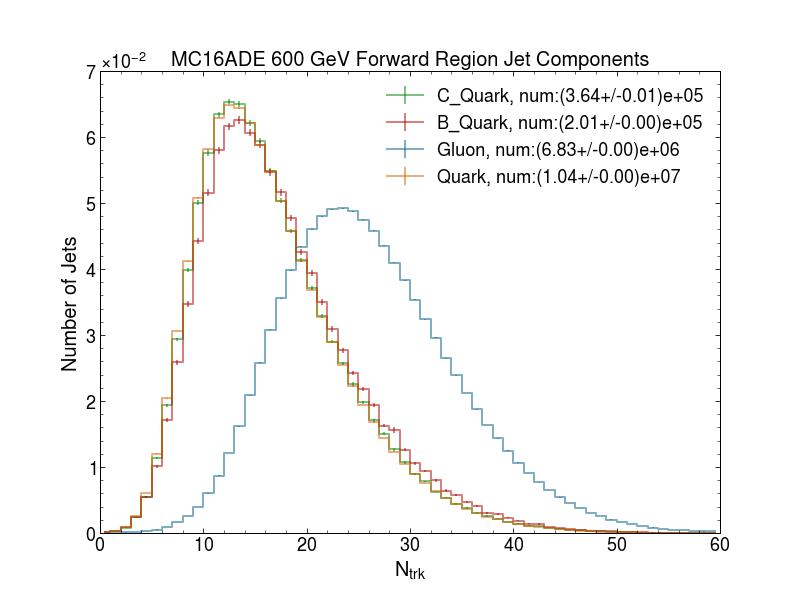 ×10⁻² MC16ADE 600 GeV Forward Region Jet Components
7
C_Quark, num:(3.64+/-0.01)e+05
B_Quark, num:(2.01+/-0.00)e+05
6
Gluon, num:(6.83+/-0.00)e+06
Quark, num:(1.04+/-0.00)e+07
5
4
3
2
1
0
Number of Jets
0 10 20 30 40 50 60
N_trk